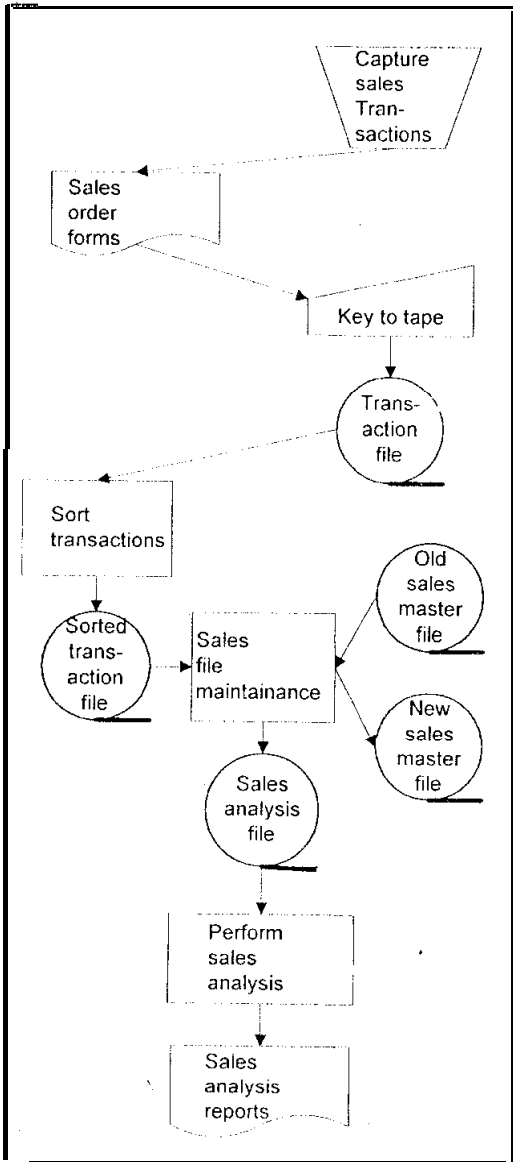 Capture
sales
Tran-
sactions
Sales
order
forms
Key to tape
Trans-
action
file
Sort
transactions
Old
sales
master
file
Sorted
trans-
action
file
Sales
file
maintainance
New
sales
master
file
Sales
analysis
file
Perform
sales
analysis
Sales
analysis
reports